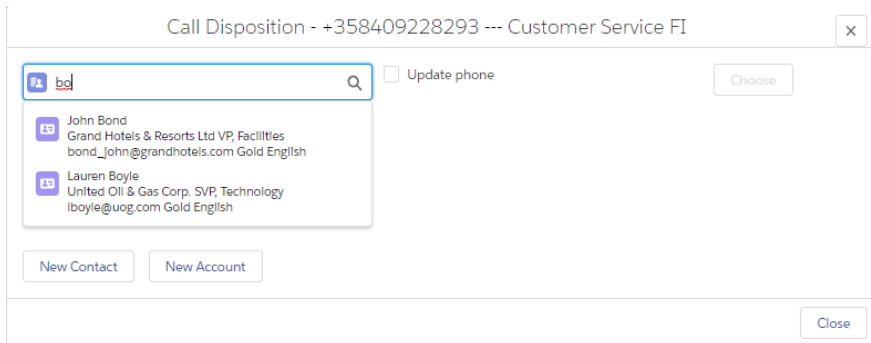 Call Disposition - +358409228293 --- Customer Service FI
bo
Update phone
Choose
John Bond
Grand Hotels & Resorts Ltd VP, Facilities
bond_john@grandhotels.com Gold English
Lauren Boyle
United Oil & Gas Corp. SVP, Technology
lboyle@uog.com Gold English
New Contact
New Account
Close